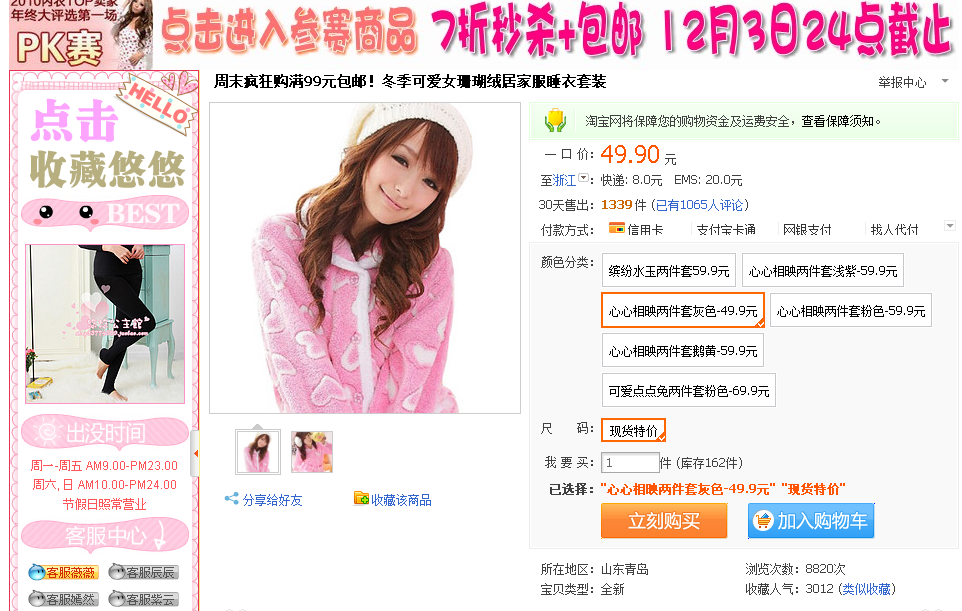 2010内衣TOP卖家
年终大评选第一场
PK赛
点击进入参赛商品 7折秒杀+包邮 12月3日24点截止
HELLO
点击
收藏悠悠
BEST
出没时间
周一-周五 AM9.00-PM23.00
周六,日 AM10.00-PM24.00
节假日照常营业
客服中心
客服薇薇 客服辰辰
客服嫣然 客服紫云
周末疯狂购满99元包邮！冬季可爱女珊瑚绒居家服睡衣套装
举报中心
分享给好友
收藏该商品
淘宝网将保障您的购物资金及运费安全，查看保障须知。
一 口 价: 49.90 元
至浙江: 快递: 8.0元 EMS: 20.0元
30天售出: 1339 件 (已有1065人评论)
付款方式: 信用卡 支付宝卡通 网银支付 找人代付
颜色分类: 缤纷水玉两件套59.9元 心心相映两件套浅紫-59.9元
心心相映两件套灰色-49.9元 心心相映两件套粉色-59.9元
心心相映两件套鹅黄-59.9元
可爱点点兔两件套粉色-69.9元
尺 码: 现货特价
我 要 买: 1 件 (库存162件)
已选择: "心心相映两件套灰色-49.9元" "现货特价"
立刻购买 加入购物车
所在地区: 山东青岛 浏览次数: 8820次
宝贝类型: 全新 收藏人气: 3012 (类似收藏)